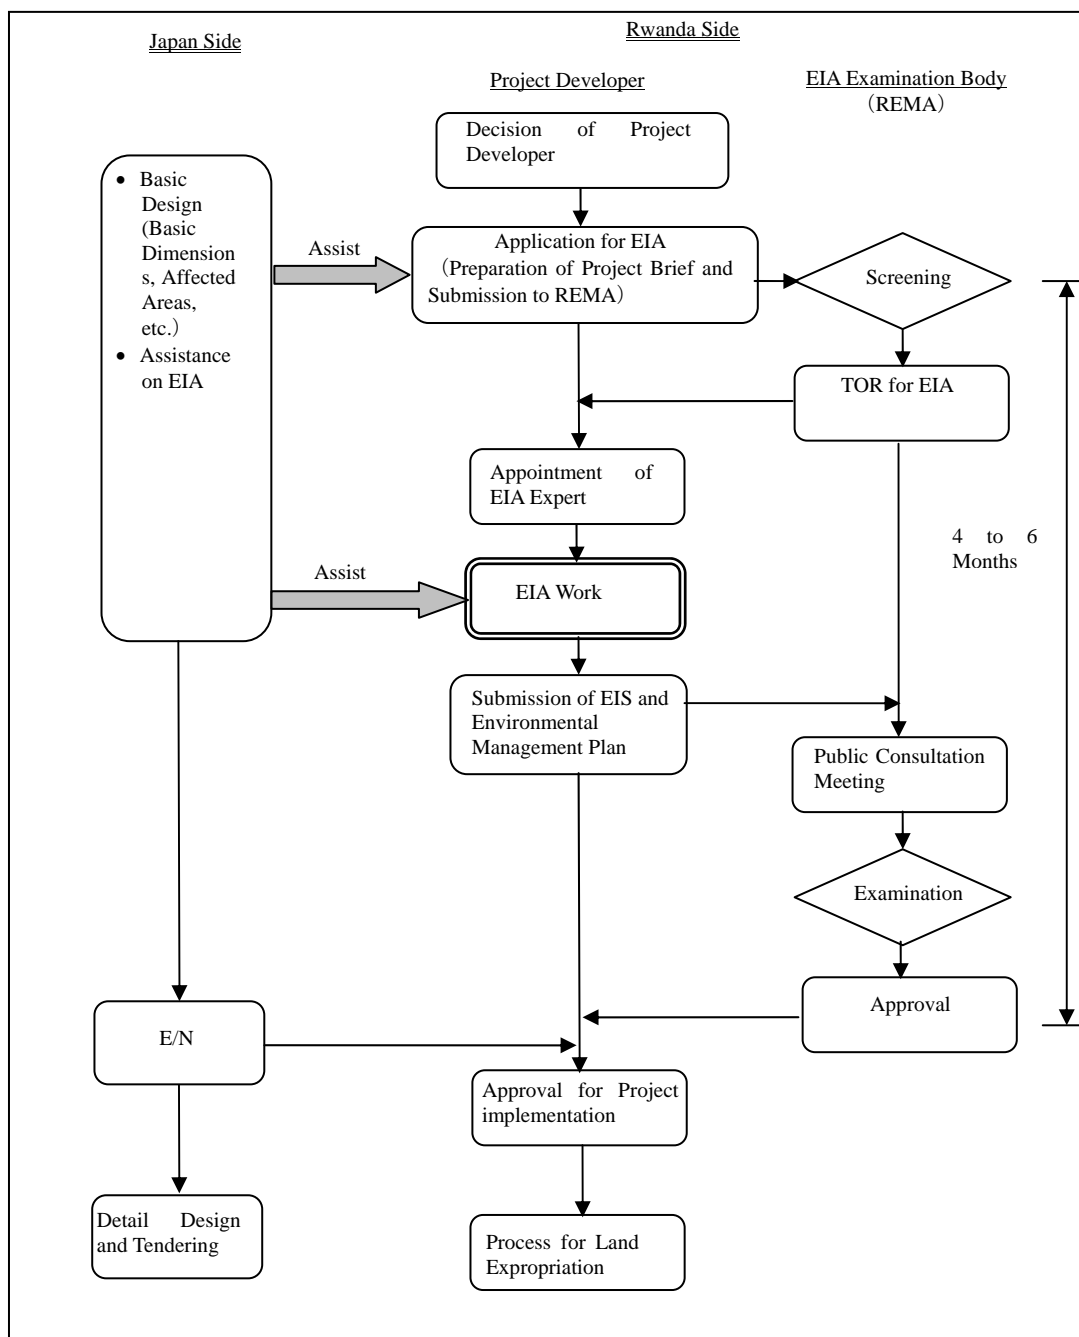 Japan Side
Rwanda Side
Project Developer
EIA Examination Body
（REMA）
Decision of Project
Developer
• Basic
Design
(Basic
Dimension
s, Affected
Areas,
etc.）
• Assistance
on EIA
Assist
Application for EIA
（Preparation of Project Brief and
Submission to REMA）
Screening
TOR for EIA
Appointment of
EIA Expert
4 to 6
Months
Assist
EIA Work
Submission of EIS and
Environmental
Management Plan
Public Consultation
Meeting
Examination
Approval
E/N
Approval for Project
implementation
Detail Design
and Tendering
Process for Land
Expropriation